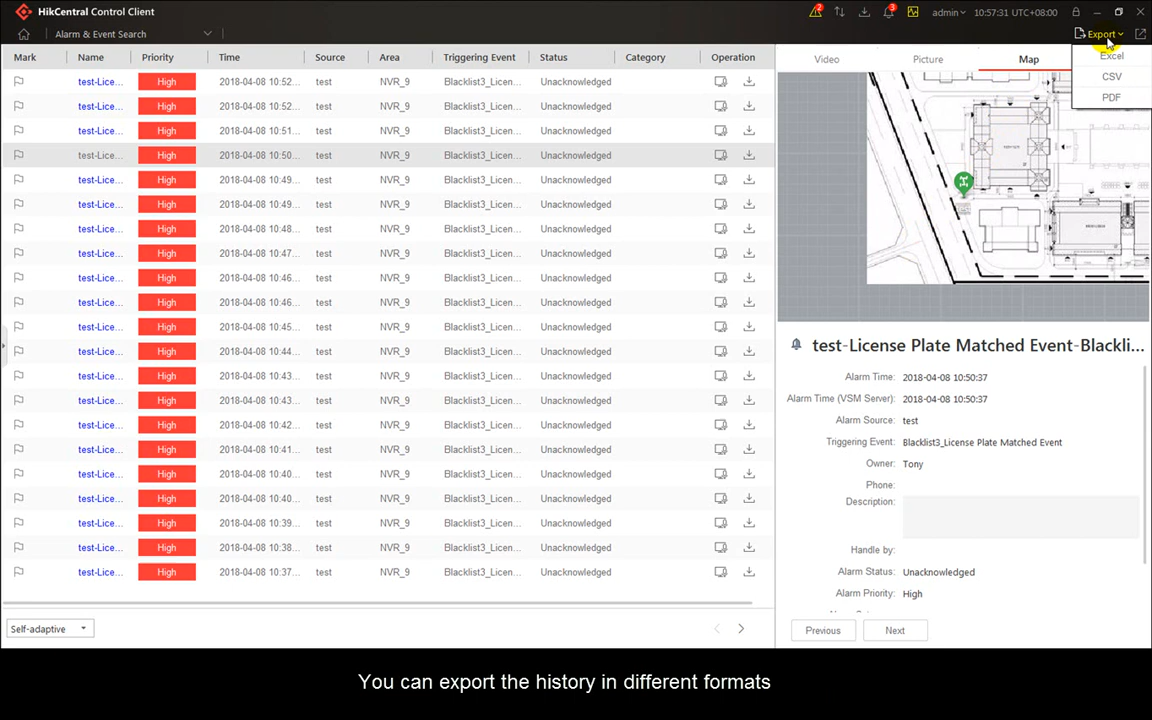 HikCentral Control Client
2
3
admin
10:57:31 UTC+08:00
Alarm & Event Search
Export
Excel
CSV
PDF
Mark Name Priority Time Source Area Triggering Event Status Category Operation
test-Lice... High 2018-04-08 10:52... test NVR_9 Blacklist3_Licen... Unacknowledged
test-Lice... High 2018-04-08 10:52... test NVR_9 Blacklist3_Licen... Unacknowledged
test-Lice... High 2018-04-08 10:51... test NVR_9 Blacklist3_Licen... Unacknowledged
test-Lice... High 2018-04-08 10:50... test NVR_9 Blacklist3_Licen... Unacknowledged
test-Lice... High 2018-04-08 10:49... test NVR_9 Blacklist3_Licen... Unacknowledged
test-Lice... High 2018-04-08 10:49... test NVR_9 Blacklist3_Licen... Unacknowledged
test-Lice... High 2018-04-08 10:48... test NVR_9 Blacklist3_Licen... Unacknowledged
test-Lice... High 2018-04-08 10:47... test NVR_9 Blacklist3_Licen... Unacknowledged
test-Lice... High 2018-04-08 10:46... test NVR_9 Blacklist3_Licen... Unacknowledged
test-Lice... High 2018-04-08 10:46... test NVR_9 Blacklist3_Licen... Unacknowledged
test-Lice... High 2018-04-08 10:45... test NVR_9 Blacklist3_Licen... Unacknowledged
test-Lice... High 2018-04-08 10:44... test NVR_9 Blacklist3_Licen... Unacknowledged
test-Lice... High 2018-04-08 10:43... test NVR_9 Blacklist3_Licen... Unacknowledged
test-Lice... High 2018-04-08 10:43... test NVR_9 Blacklist3_Licen... Unacknowledged
test-Lice... High 2018-04-08 10:42... test NVR_9 Blacklist3_Licen... Unacknowledged
test-Lice... High 2018-04-08 10:41... test NVR_9 Blacklist3_Licen... Unacknowledged
test-Lice... High 2018-04-08 10:40... test NVR_9 Blacklist3_Licen... Unacknowledged
test-Lice... High 2018-04-08 10:40... test NVR_9 Blacklist3_Licen... Unacknowledged
test-Lice... High 2018-04-08 10:39... test NVR_9 Blacklist3_Licen... Unacknowledged
test-Lice... High 2018-04-08 10:38... test NVR_9 Blacklist3_Licen... Unacknowledged
test-Lice... High 2018-04-08 10:37... test NVR_9 Blacklist3_Licen... Unacknowledged
Self-adaptive
Video Picture Map
test-License Plate Matched Event-Blackli...
Alarm Time: 2018-04-08 10:50:37
Alarm Time (VSM Server): 2018-04-08 10:50:37
Alarm Source: test
Triggering Event: Blacklist3_License Plate Matched Event
Owner: Tony
Phone:
Description:
Handle by:
Alarm Status: Unacknowledged
Alarm Priority: High
Previous Next
You can export the history in different formats